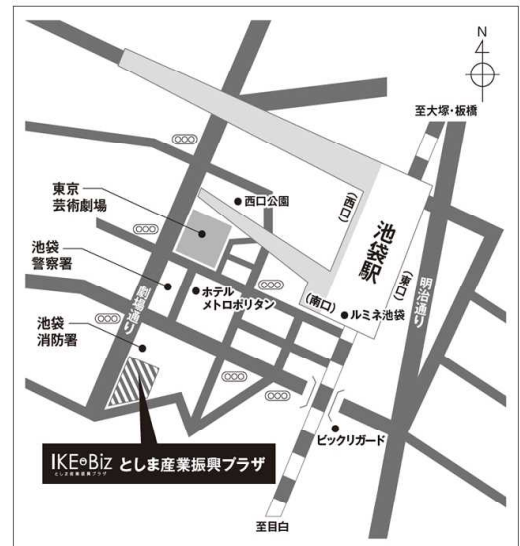 N
至大塚・板橋
東京
芸術劇場
西口公園
(西口)
池袋駅
(東口)
明治通り
池袋
警察署
劇場通り
ホテル
メトロポリタン
(南口)
ルミネ池袋
池袋
消防署
ビックリガード
IKE・Biz としま産業振興プラザ
としま産業振興プラザ
至目白